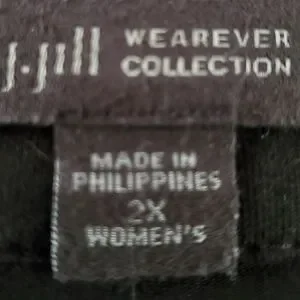 J.Jill WEAREVER
COLLECTION
MADE IN
PHILIPPINES
2X
WOMEN'S